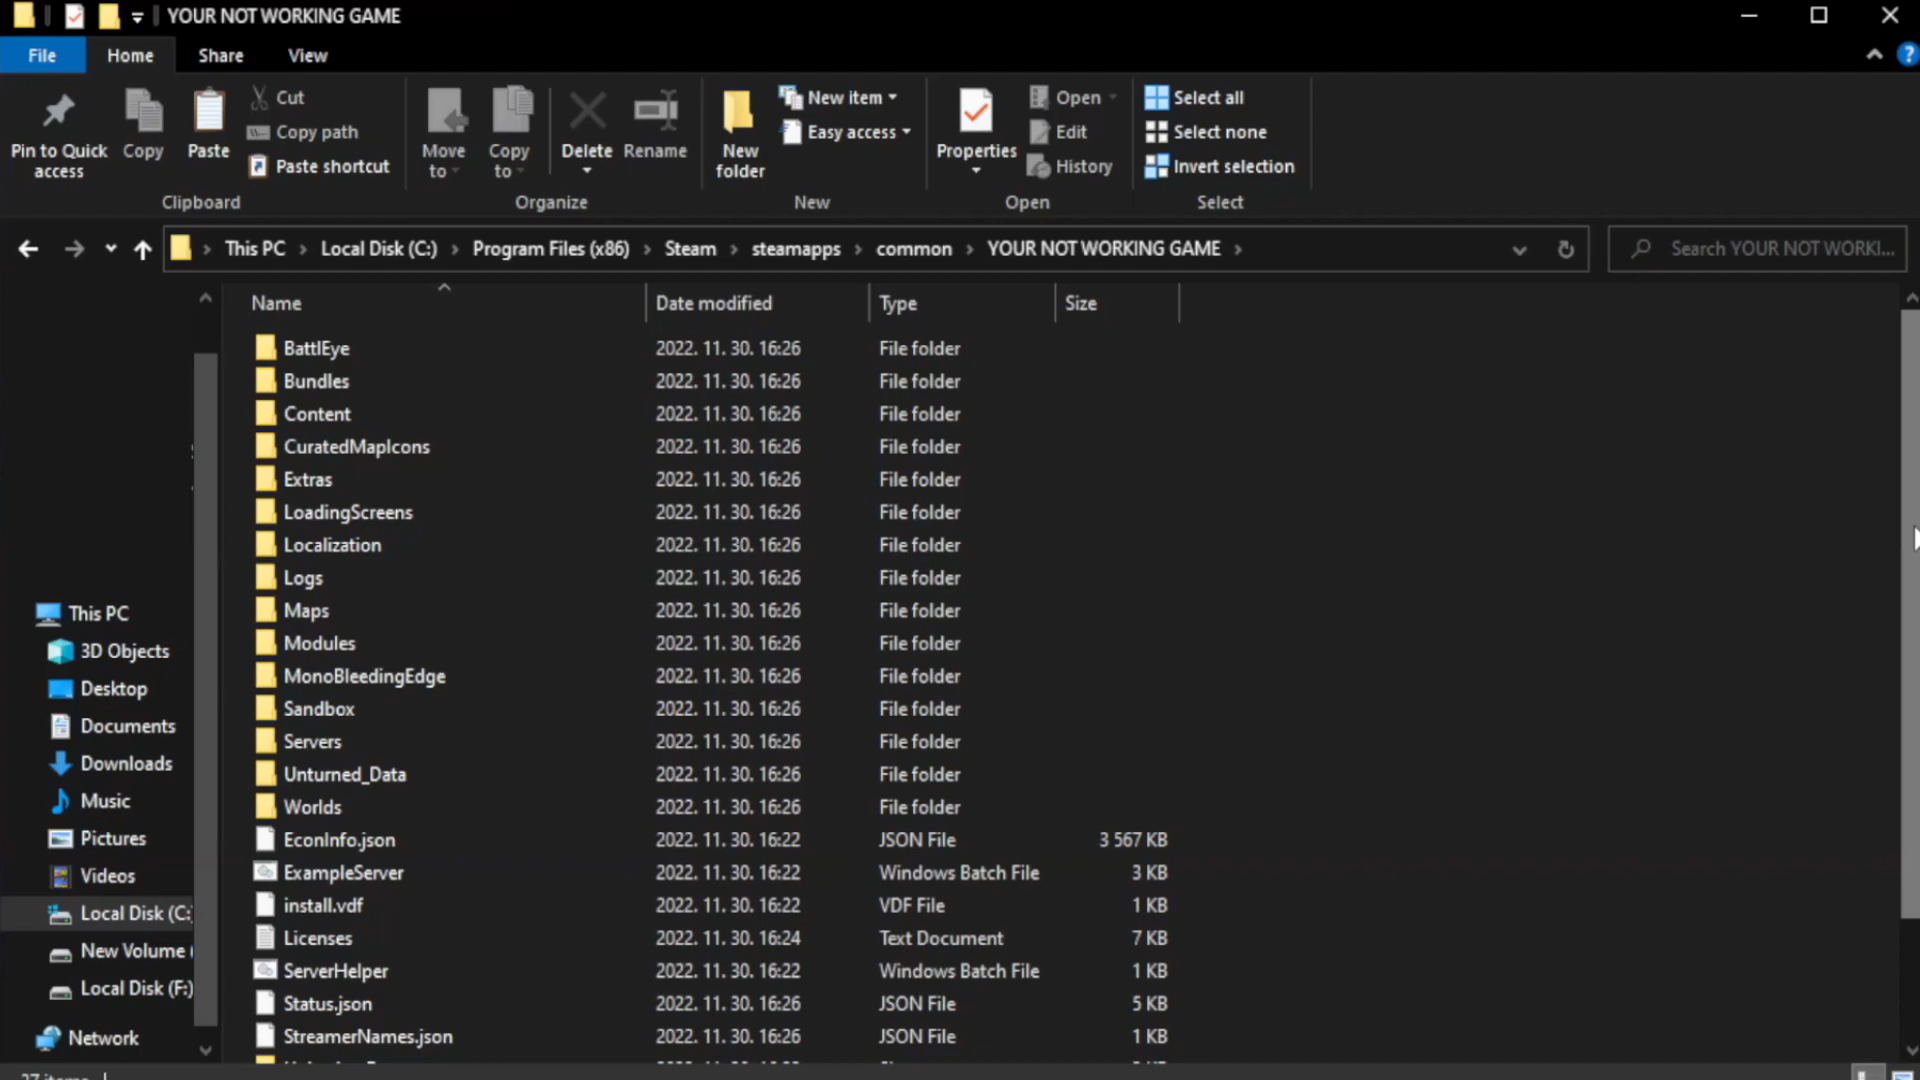 YOUR NOT WORKING GAME
File Home Share View
Pin to Quick access
Copy
Paste
Cut
Copy path
Paste shortcut
Move to
Copy to
Delete
Rename
New folder
New item
Easy access
Properties
Open
Edit
History
Select all
Select none
Invert selection
Clipboard Organize New Open Select
This PC Local Disk (C:) Program Files (x86) Steam steamapps common YOUR NOT WORKING GAME
Search YOUR NOT WORKI...
Name Date modified Type Size
BattlEye 2022. 11. 30. 16:26 File folder
Bundles 2022. 11. 30. 16:26 File folder
Content 2022. 11. 30. 16:26 File folder
CuratedMapIcons 2022. 11. 30. 16:26 File folder
Extras 2022. 11. 30. 16:26 File folder
LoadingScreens 2022. 11. 30. 16:26 File folder
Localization 2022. 11. 30. 16:26 File folder
Logs 2022. 11. 30. 16:26 File folder
Maps 2022. 11. 30. 16:26 File folder
Modules 2022. 11. 30. 16:26 File folder
MonoBleedingEdge 2022. 11. 30. 16:26 File folder
Sandbox 2022. 11. 30. 16:26 File folder
Servers 2022. 11. 30. 16:26 File folder
Unturned_Data 2022. 11. 30. 16:26 File folder
Worlds 2022. 11. 30. 16:26 File folder
EconInfo.json 2022. 11. 30. 16:22 JSON File 3 567 KB
ExampleServer 2022. 11. 30. 16:22 Windows Batch File 3 KB
install.vdf 2022. 11. 30. 16:22 VDF File 1 KB
Licenses 2022. 11. 30. 16:24 Text Document 7 KB
ServerHelper 2022. 11. 30. 16:22 Windows Batch File 1 KB
Status.json 2022. 11. 30. 16:26 JSON File 5 KB
StreamerNames.json 2022. 11. 30. 16:26 JSON File 1 KB
This PC
3D Objects
Desktop
Documents
Downloads
Music
Pictures
Videos
Local Disk (C:
New Volume (
Local Disk (F:)
Network